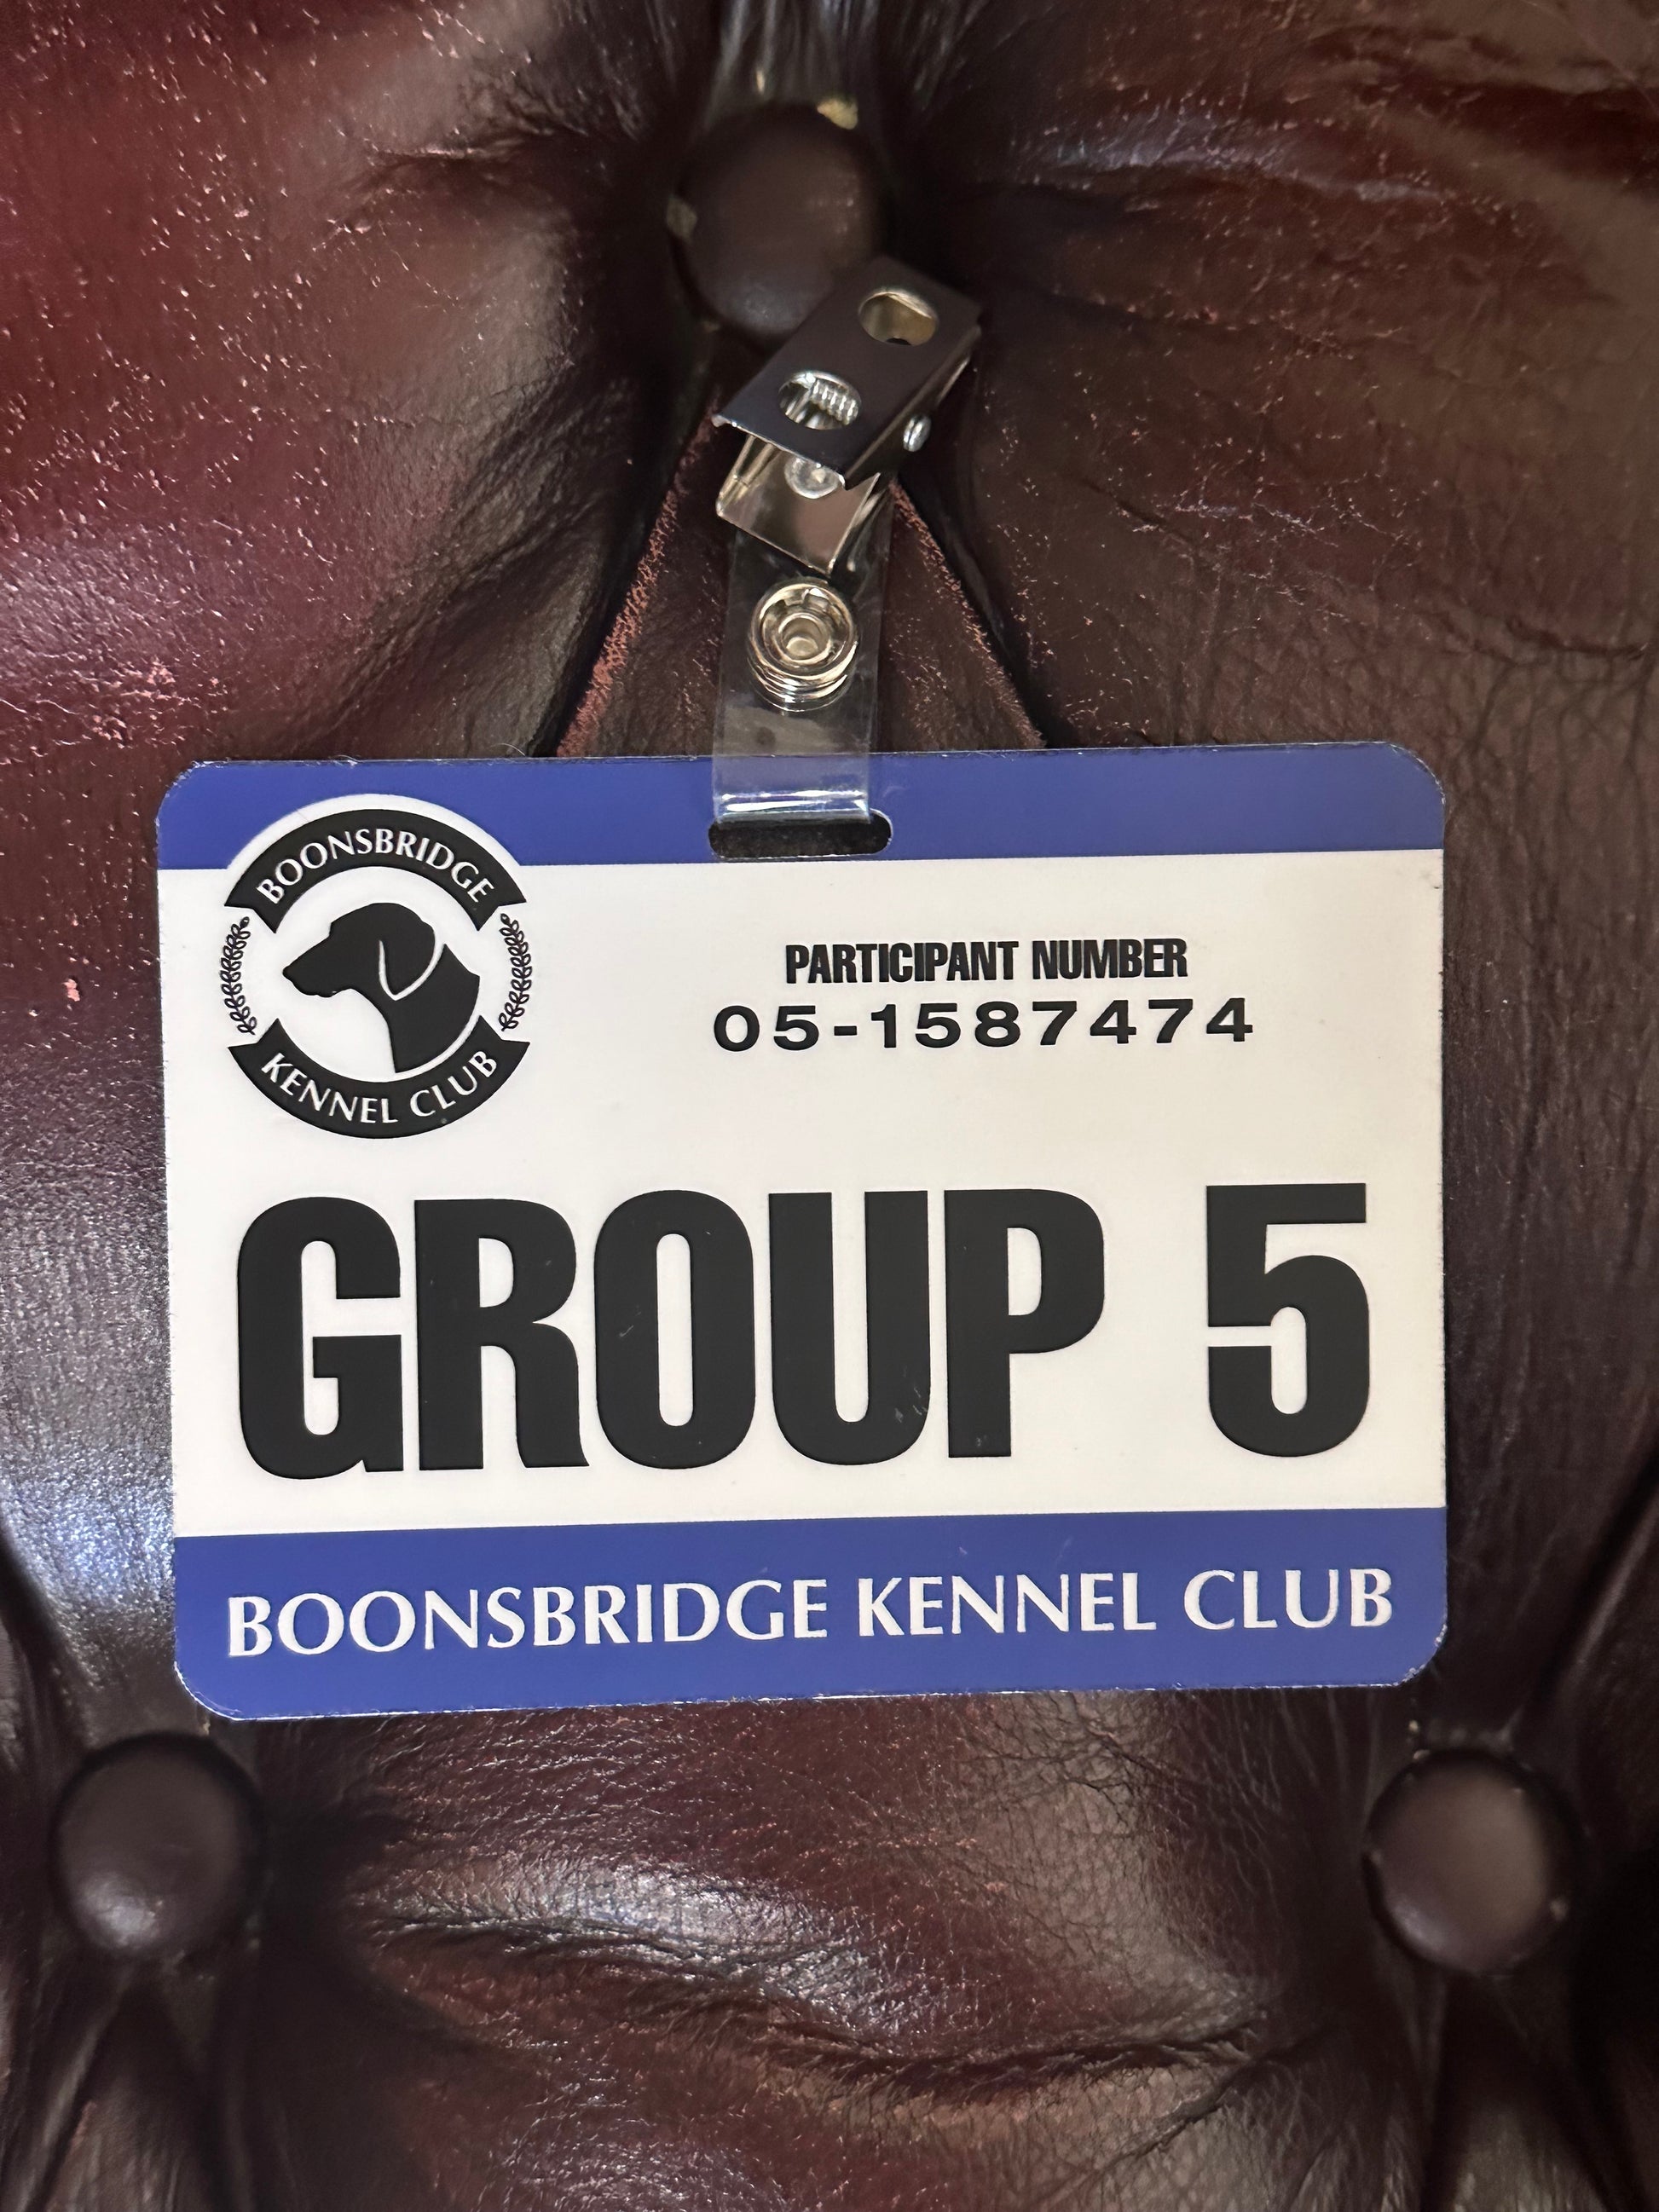 BOONSBRIDGE
KENNEL CLUB
PARTICIPANT NUMBER
05-1587474
GROUP 5
BOONSBRIDGE KENNEL CLUB